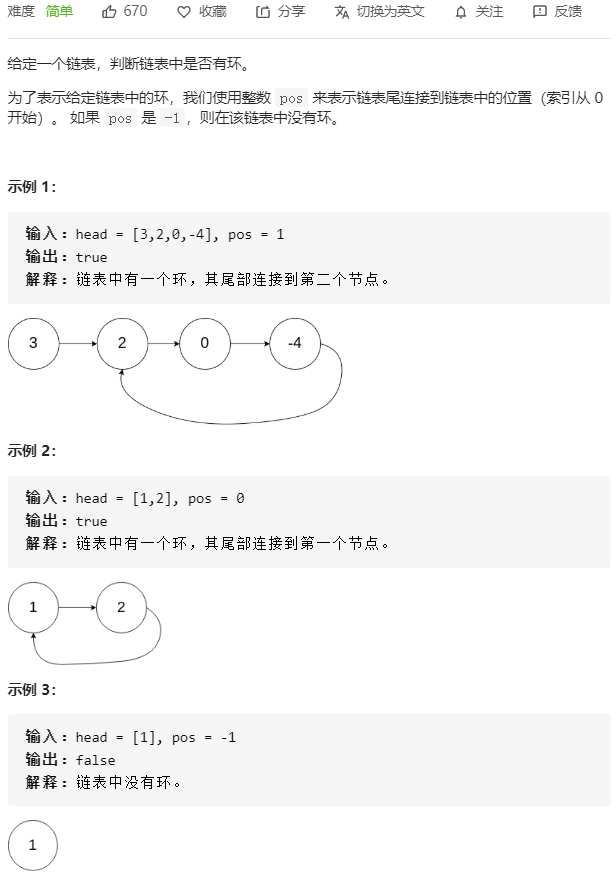 难度 简单 670 收藏 分享 切换为英文 关注 反馈
给定一个链表，判断链表中是否有环。
为了表示给定链表中的环，我们使用整数 pos 来表示链表尾连接到链表中的位置（索引从 0
开始）。 如果 pos 是 -1，则在该链表中没有环。
示例 1：
输入：head = [3,2,0,-4], pos = 1
输出：true
解释：链表中有一个环，其尾部连接到第二个节点。
3 2 0 -4
示例 2：
输入：head = [1,2], pos = 0
输出：true
解释：链表中有一个环，其尾部连接到第一个节点。
1 2
示例 3：
输入：head = [1], pos = -1
输出：false
解释：链表中没有环。
1